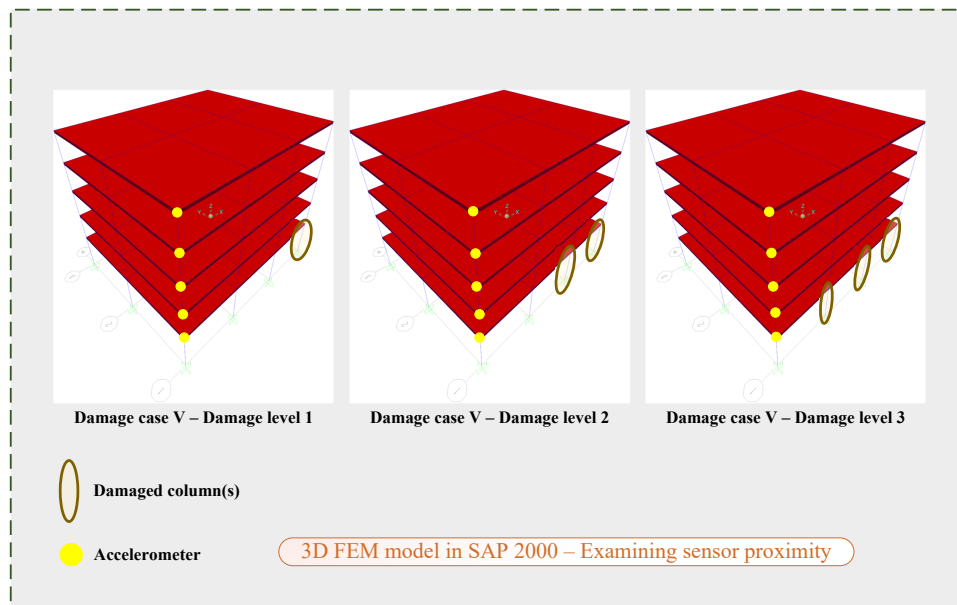 Z
Y X
Z
Y X
Z
Y X
Damage case V – Damage level 1
Damage case V – Damage level 2
Damage case V – Damage level 3
Damaged column(s)
Accelerometer
3D FEM model in SAP 2000 – Examining sensor proximity